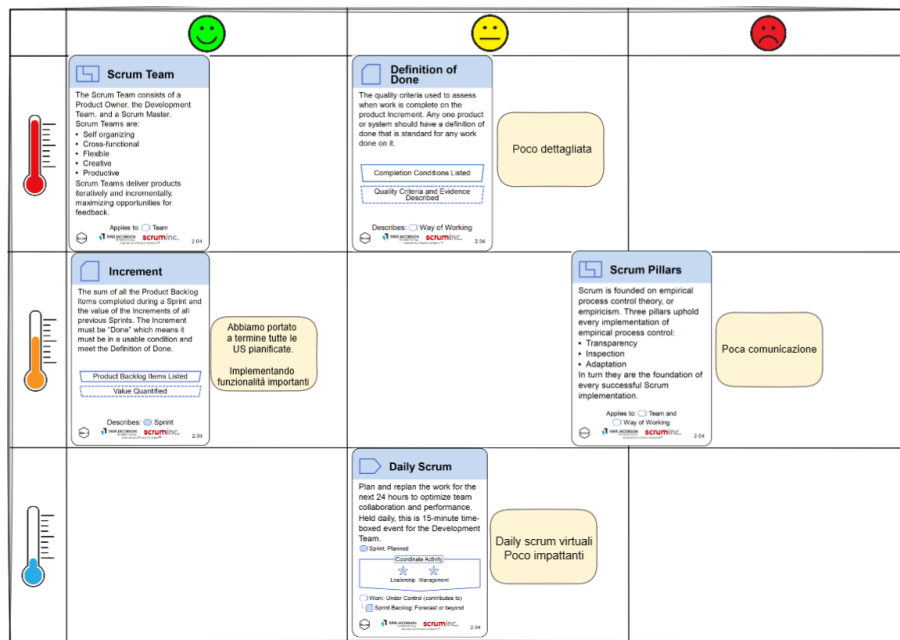 Scrum Team
The Scrum Team consists of a
Product Owner, the Development
Team, and a Scrum Master.
Scrum Teams are:
• Self organizing
• Cross-functional
• Flexible
• Creative
• Productive
Scrum Teams deliver products
iteratively and incrementally,
maximizing opportunities for
feedback.
Applies to: Team
IVAR JACOBSON
scruminc.
2.04
Definition of
Done
The quality criteria used to assess
when work is complete on the
product Increment. Any one product
or system should have a definition of
done that is standard for any work
done on it.
Completion Conditions Listed
Quality Criteria and Evidence
Described
Describes: Way of Working
IVAR JACOBSON
scruminc.
2.04
Poco dettagliata
Increment
The sum of all the Product Backlog
Items completed during a Sprint and
the value of the Increments of all
previous Sprints. The Increment
must be "Done" which means it
must be in a usable condition and
meet the Definition of Done.
Product Backlog Items Listed
Value Quantified
Describes: Sprint
IVAR JACOBSON
scruminc.
2.04
Abbiamo portato
a termine tutte le
US pianificate.
Implementando
funzionalità importanti
Scrum Pillars
Scrum is founded on empirical
process control theory, or
empiricism. Three pillars uphold
every implementation of
empirical process control:
• Transparency
• Inspection
• Adaptation
In turn they are the foundation of
every successful Scrum
implementation.
Applies to: Team and
Way of Working
IVAR JACOBSON
scruminc.
2.04
Poca comunicazione
Daily Scrum
Plan and replan the work for the
next 24 hours to optimize team
collaboration and performance.
Held daily, this is 15-minute time-
boxed event for the Development
Team.
Sprint: Planned
Coordinate Activity
Leadership Management
Work: Under Control (contributes to)
Sprint Backlog: Forecast or beyond
IVAR JACOBSON
scruminc.
2.04
Daily scrum virtuali
Poco impattanti